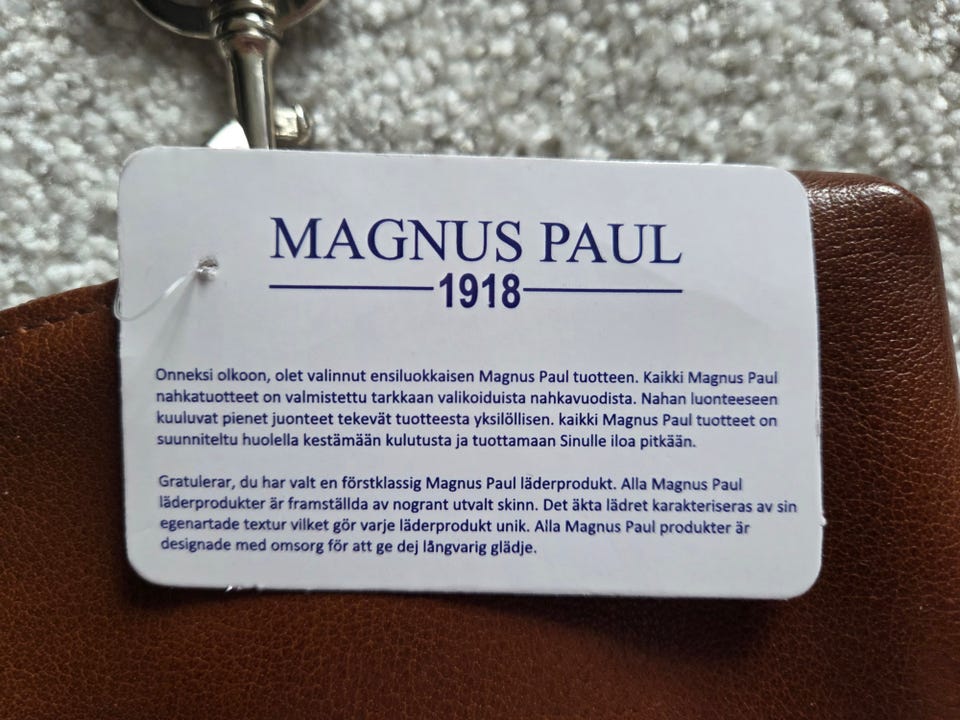 MAGNUS PAUL
1918
Onneksi olkoon, olet valinnut ensiluokkaisen Magnus Paul tuotteen. Kaikki Magnus Paul
nahkatuotteet on valmistettu tarkkaan valikoiduista nahkavuodista. Nahan luonteeseen
kuuluvat pienet juonteet tekevät tuotteesta yksilöllisen. kaikki Magnus Paul tuotteet on
suunniteltu huolella kestämään kulutusta ja tuottamaan Sinulle iloa pitkään.
Gratulerar, du har valt en förstklassig Magnus Paul läderprodukt. Alla Magnus Paul
läderprodukter är framställda av nogrant utvalt skinn. Det äkta lädret karakteriseras av sin
egenartade textur vilket gör varje läderprodukt unik. Alla Magnus Paul produkter är
designade med omsorg för att ge dej långvarig glädje.